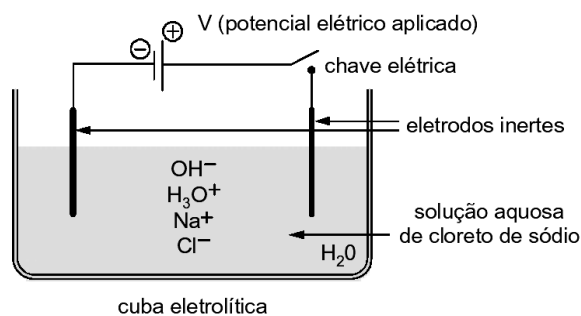 V (potencial elétrico aplicado)
⊖ ⊕
chave elétrica
eletrodos inertes
OH⁻
H₃O⁺
Na⁺
Cl⁻
solução aquosa
de cloreto de sódio
H₂0
cuba eletrolítica